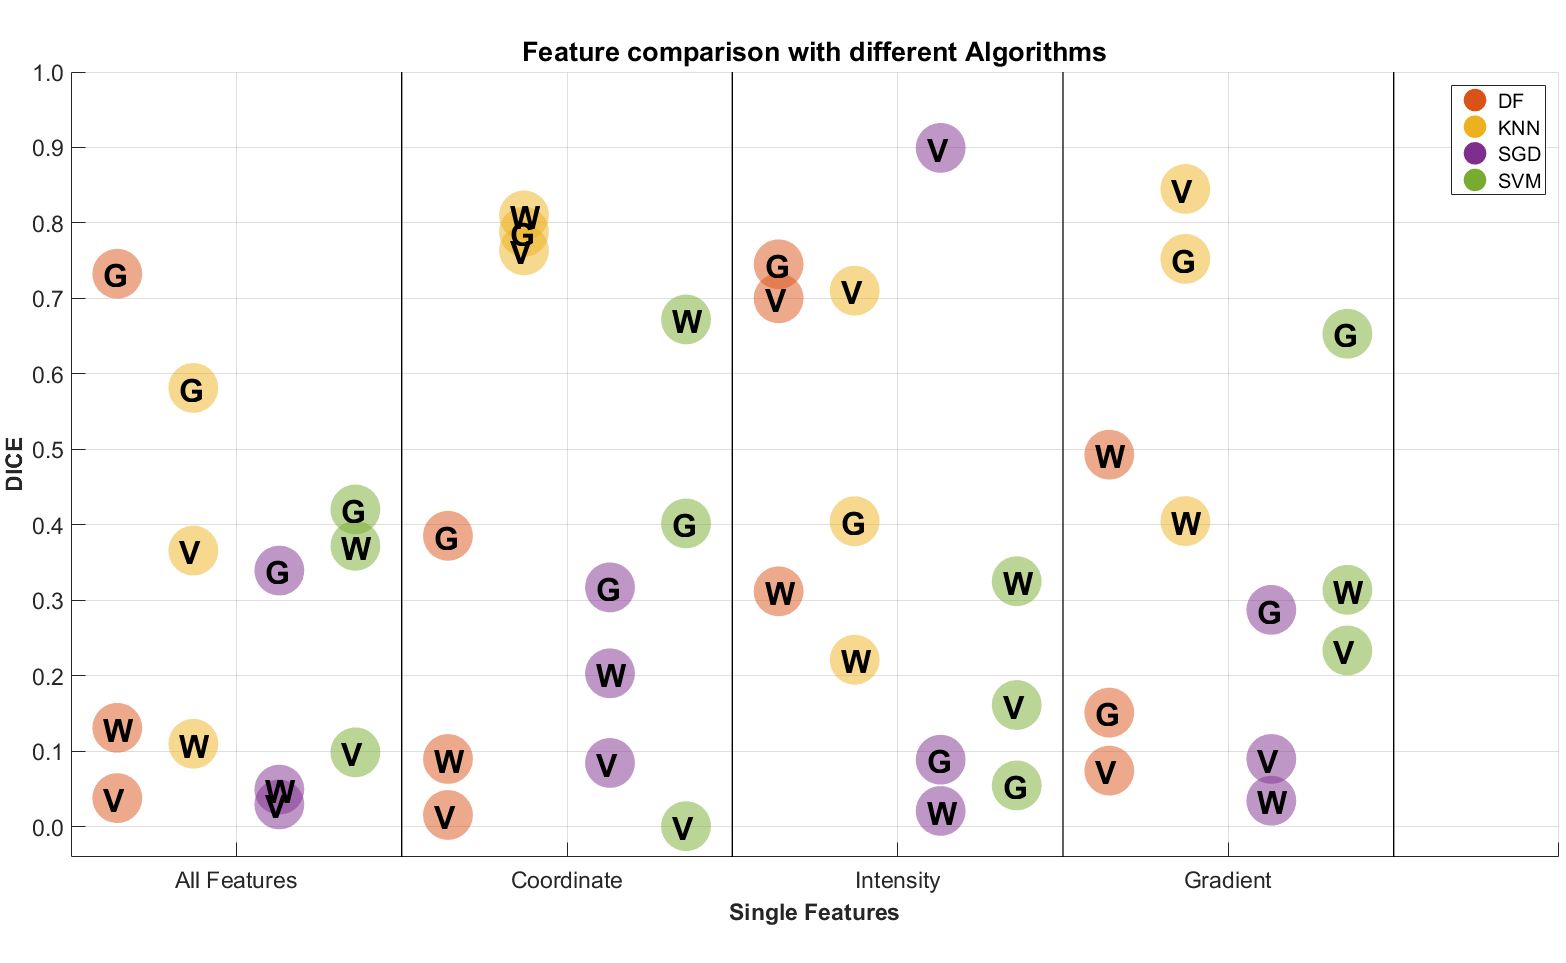 Feature comparison with different Algorithms
DICE
1.0
0.9
0.8
0.7
0.6
0.5
0.4
0.3
0.2
0.1
0.0
DF
KNN
SGD
SVM
G
W
V
G
V
W
G
W
V
G
W
V
G
W
V
W
G
V
G
W
V
W
G
V
G
V
W
V
G
W
V
G
W
W
V
G
W
G
V
V
G
W
G
V
W
G
W
V
All Features
Coordinate
Intensity
Gradient
Single Features